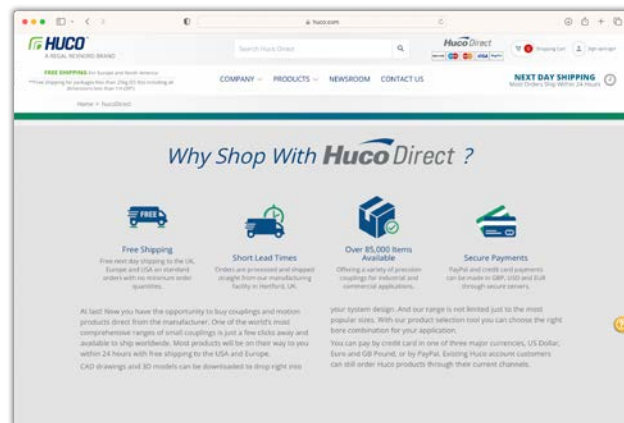 huco.com
HUCO
A REGAL REXNORD BRAND
Search Huco Direct
Huco Direct
VISA PayPal
0 Shopping Cart
FREE SHIPPING For Europe and North America
COMPANY PRODUCTS NEWSROOM CONTACT US
NEXT DAY SHIPPING
Most Orders Ship Within 24 hours
Home > hucoDirect
Why Shop With Huco Direct ?
FREE
Free Shipping
Free next day shipping to the UK,
Europe and USA on standard
orders with no minimum order
quantities.
Short Lead Times
Orders are processed and shipped
straight from our manufacturing
facility in Hertford, UK.
Over 85,000 Items
Available
Offering a variety of precision
couplings for industrial and
commercial applications.
Secure Payments
PayPal and credit card payments
can be made in GBP, USD and EUR
through secure servers.
At last! Now you have the opportunity to buy couplings and motion
products direct from the manufacturer. One of the world's most
comprehensive ranges of small couplings is just a few clicks away and
available to ship worldwide. Most products will be on their way to you
within 24 hours with free shipping to the USA and Europe.
CAD drawings and 3D models can be downloaded to drop right into
your system design. And our range is not limited just to the most
popular sizes. With our product selection tool you can choose the right
bore combination for your application.
You can pay by credit card in one of three major currencies, US Dollar,
Euro and GB Pound, or by PayPal. Existing Huco account customers
can still order Huco products through their current channels.